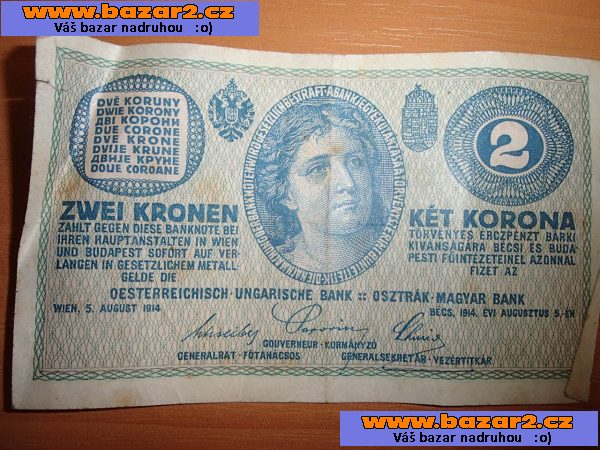 www.bazar2.cz
Váš bazar nadruhou :o)
DVĚ KORUNY
DWIE KORONY
ДВІ КОРОНИ
DUE CORONE
DVE KRONE
DVIJE KRUNE
ДВИЈЕ КРУНЕ
DOUE COROANE
2
ZWEI KRONEN
ZAHLT GEGEN DIESE BANKNOTE BEI
IHREN HAUPTANSTALTEN IN WIEN
UND BUDAPEST SOFORT AUF VER-
LANGEN IN GESETZLICHEM METALL-
GELDE DIE
KÉT KORONA
TÖRVÉNYES ÉRCZPÉNZT BÁRKI
KIVÁNSÁGÁRA BÉCSI ÉS BUDA-
PESTI FŐINTÉZETEINÉL AZONNAL
FIZET AZ
OESTERREICHISCH-UNGARISCHE BANK :: OSZTRÁK-MAGYAR BANK
WIEN, 5. AUGUST 1914
BÉCS, 1914. ÉVI AUGUSZTUS 5.-ÉN
GOUVERNEUR-KORMÁNYZÓ
GENERALRAT-FŐTANÁCSOS
GENERALSEKRETÄR-VEZÉRTITKÁR
www.bazar2.cz
Váš bazar nadruhou :o)